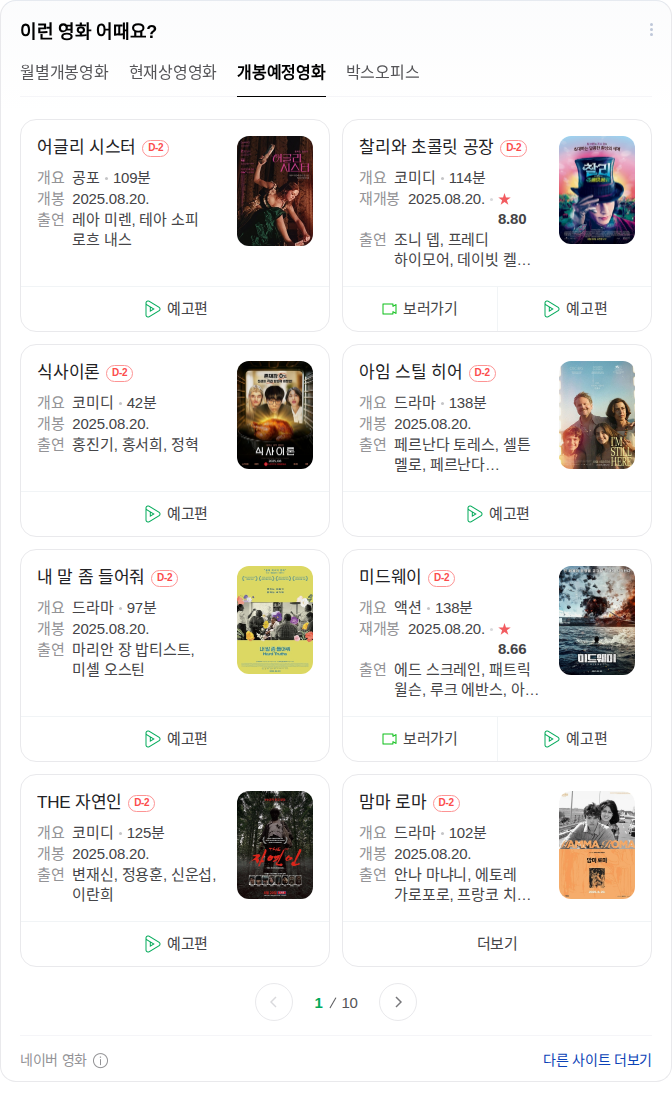 이런 영화 어때요?
월별개봉영화 현재상영영화 개봉예정영화 박스오피스
어글리 시스터 D-2
개요 공포 · 109분
개봉 2025.08.20.
출연 레아 미렌, 테아 소피
로흐 내스
예고편
찰리와 초콜릿 공장 D-2
개요 코미디 · 114분
재개봉 2025.08.20. · ★
8.80
출연 조니 뎁, 프레디
하이모어, 데이빗 켈...
보러가기 예고편
식사이론 D-2
개요 코미디 · 42분
개봉 2025.08.20.
출연 홍진기, 홍서희, 정혁
식사이론
예고편
아임 스틸 히어 D-2
개요 드라마 · 138분
개봉 2025.08.20.
출연 페르난다 토레스, 셀튼
멜로, 페르난다...
I'M
STILL
HERE
예고편
내 말 좀 들어줘 D-2
개요 드라마 · 97분
개봉 2025.08.20.
출연 마리안 장 밥티스트,
미셸 오스틴
내 말 좀 들어줘
Hard Truths
예고편
미드웨이 D-2
개요 액션 · 138분
재개봉 2025.08.20. · ★
8.66
출연 에드 스크레인, 패트릭
윌슨, 루크 에반스, 아...
미드웨이
보러가기 예고편
THE 자연인 D-2
개요 코미디 · 125분
개봉 2025.08.20.
출연 변재신, 정용훈, 신운섭,
이란희
자연인
예고편
맘마 로마 D-2
개요 드라마 · 102분
개봉 2025.08.20.
출연 안나 마냐니, 에토레
가로포로, 프랑코 치...
MAMMA ROMA
맘마 로마
더보기
1 / 10
네이버 영화
다른 사이트 더보기